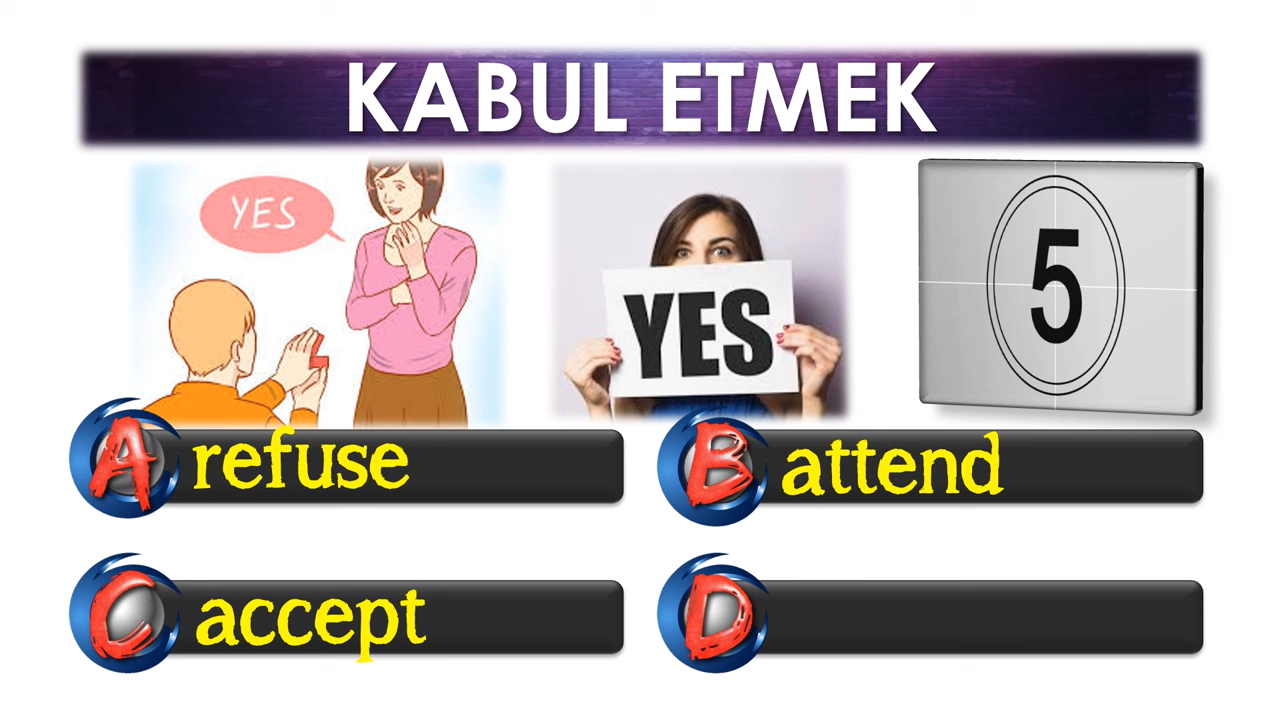 KABUL ETMEK
YES
YES
5
A refuse
B attend
C accept
D